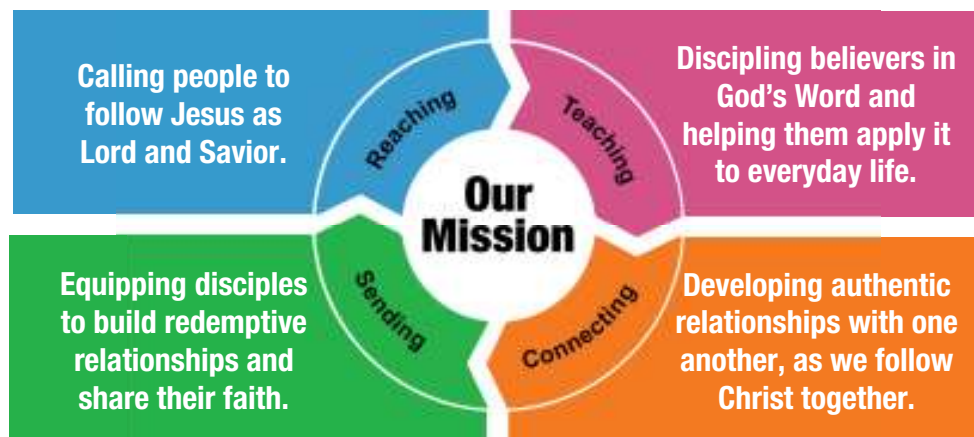 Calling people to
follow Jesus as
Lord and Savior.
Reaching
Teaching
Discipling believers in
God’s Word and
helping them apply it
to everyday life.
Our
Mission
Equipping disciples
to build redemptive
relationships and
share their faith.
Sending
Connecting
Developing authentic
relationships with one
another, as we follow
Christ together.